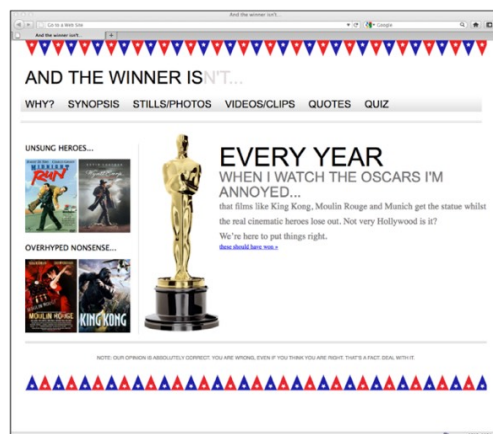 And the winner isn't...
Go to a Web Site
Google
And the winner isn't...
AND THE WINNER ISN'T...
WHY? SYNOPSIS STILLS/PHOTOS VIDEOS/CLIPS QUOTES QUIZ
UNSUNG HEROES...
MIDNIGHT
RUN
OVERHYPED NONSENSE...
MOULIN ROUGE
KING KONG
EVERY YEAR
WHEN I WATCH THE OSCARS I'M
ANNOYED...
that films like King Kong, Moulin Rouge and Munich get the statue whilst
the real cinematic heroes lose out. Not very Hollywood is it?
We're here to put things right.
these should have won »
NOTE: OUR OPINION IS ABSOLUTELY CORRECT. YOU ARE WRONG, EVEN IF YOU THINK YOU ARE RIGHT. THAT'S A FACT. DEAL WITH IT.